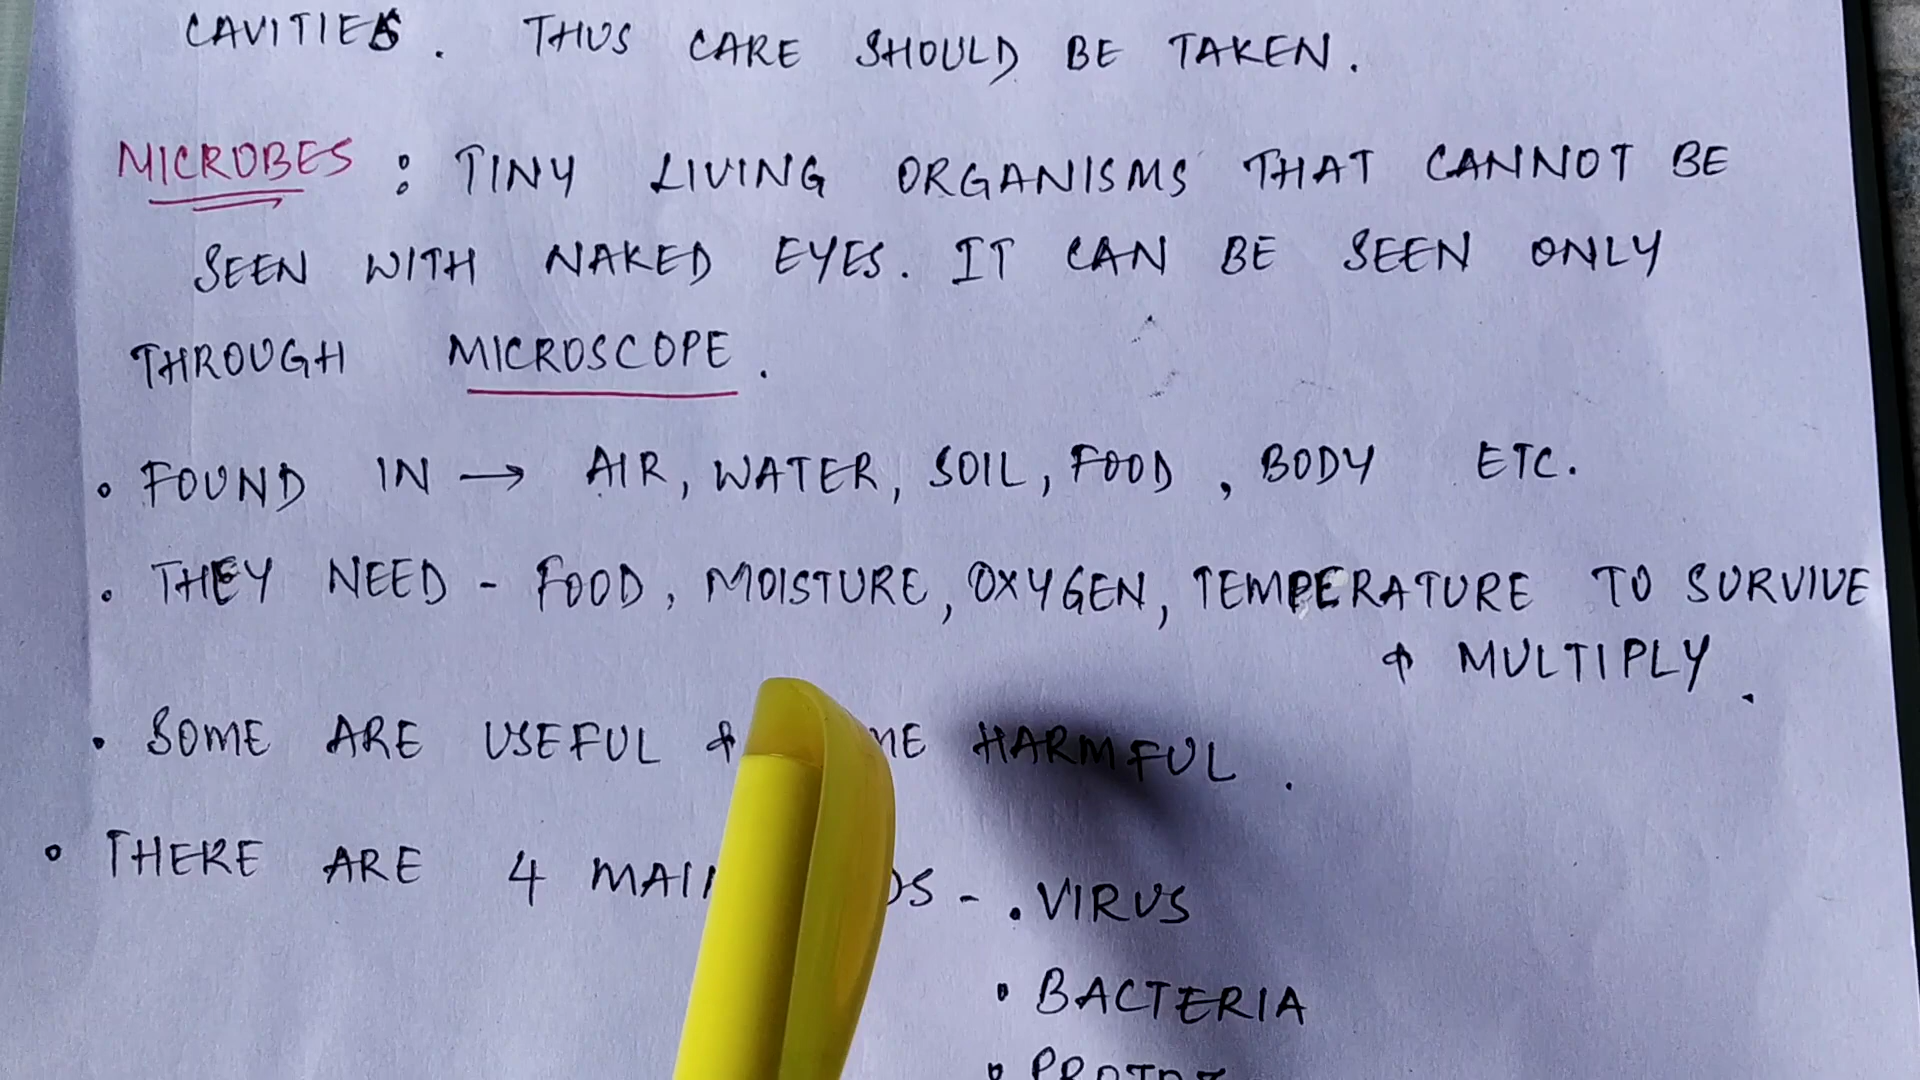 CAVITIES. THUS CARE SHOULD BE TAKEN.
MICROBES : TINY LIVING ORGANISMS THAT CANNOT BE
SEEN WITH NAKED EYES. IT CAN BE SEEN ONLY
THROUGH MICROSCOPE.
• FOUND IN → AIR, WATER, SOIL, FOOD, BODY ETC.
• THEY NEED - FOOD, MOISTURE, OXYGEN, TEMPERATURE TO SURVIVE
& MULTIPLY.
• SOME ARE USEFUL & HARMFUL.
• THERE ARE 4 - • VIRUS
• BACTERIA